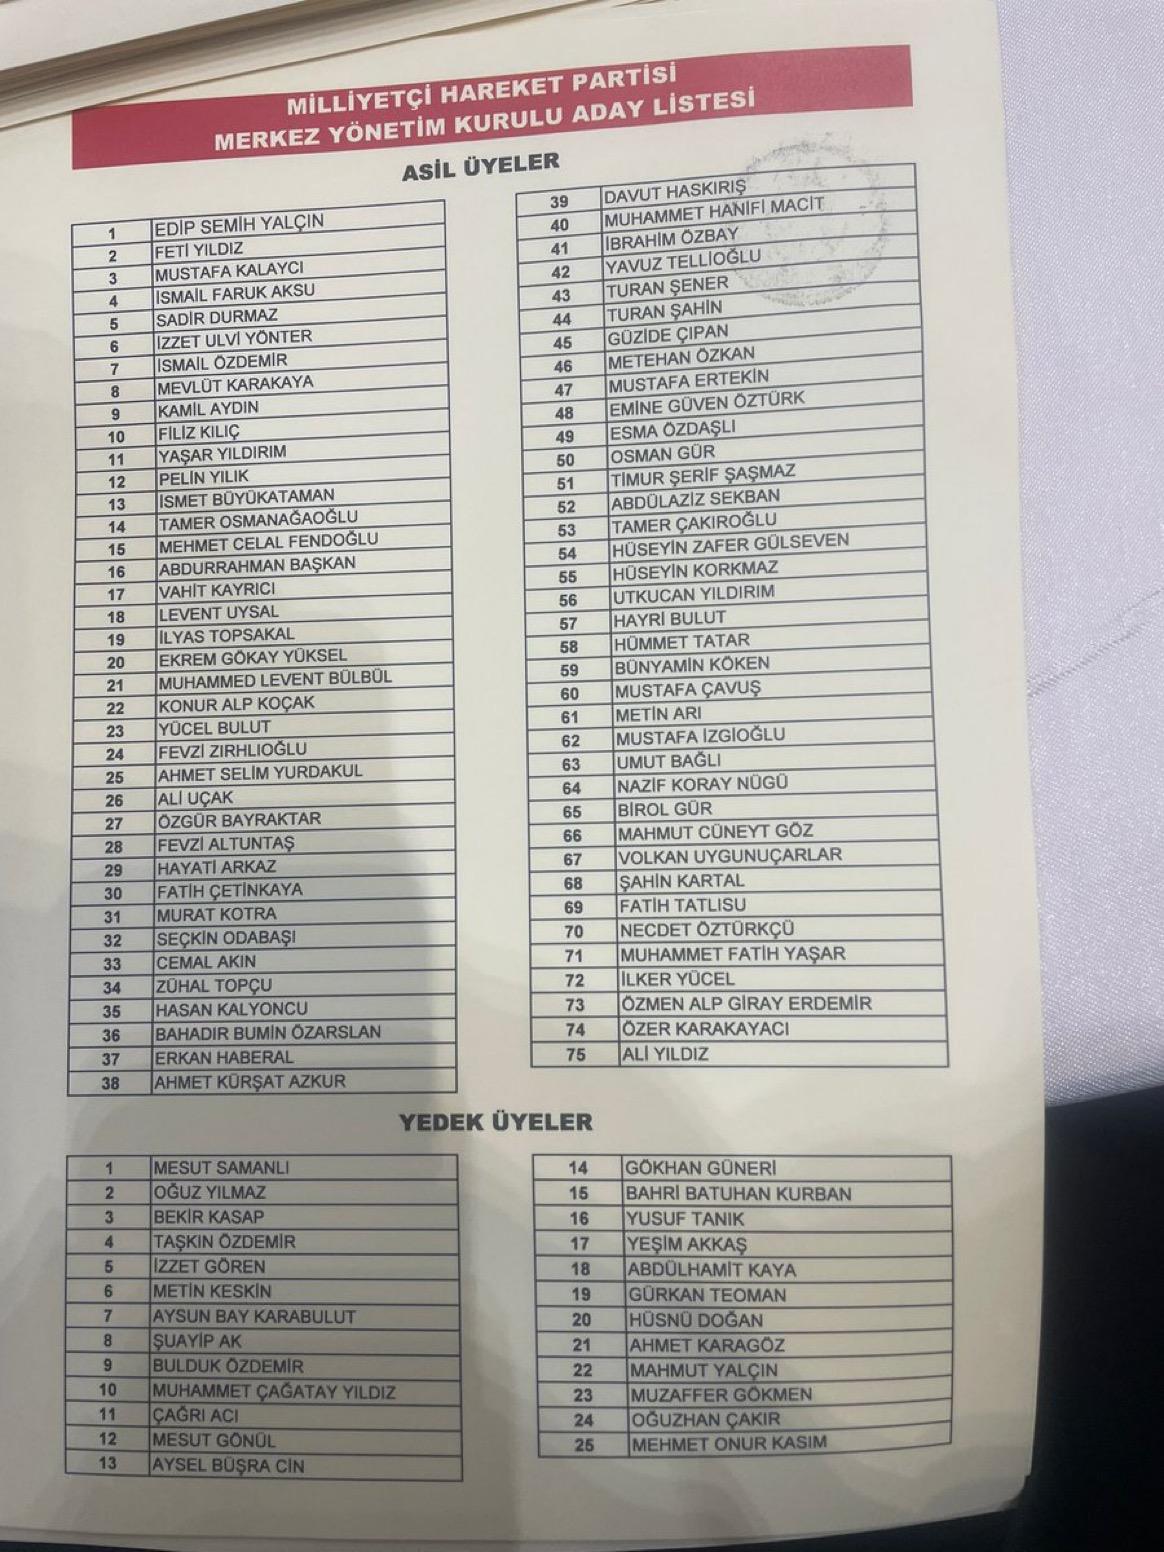 MİLLİYETÇİ HAREKET PARTİSİ
MERKEZ YÖNETİM KURULU ADAY LİSTESİ
ASİL ÜYELER
1 EDİP SEMİH YALÇIN
2 FETİ YILDIZ
3 MUSTAFA KALAYCI
4 İSMAİL FARUK AKSU
5 SADİR DURMAZ
6 İZZET ULVİ YÖNTER
7 İSMAİL ÖZDEMİR
8 MEVLÜT KARAKAYA
9 KAMİL AYDIN
10 FİLİZ KILIÇ
11 YAŞAR YILDIRIM
12 PELİN YILIK
13 İSMET BÜYÜKATAMAN
14 TAMER OSMANAĞAOĞLU
15 MEHMET CELAL FENDOĞLU
16 ABDURRAHMAN BAŞKAN
17 VAHİT KAYRICI
18 LEVENT UYSAL
19 İLYAS TOPSAKAL
20 EKREM GÖKAY YÜKSEL
21 MUHAMMED LEVENT BÜLBÜL
22 KONUR ALP KOÇAK
23 YÜCEL BULUT
24 FEVZİ ZIRHLIOĞLU
25 AHMET SELİM YURDAKUL
26 ALİ UÇAK
27 ÖZGÜR BAYRAKTAR
28 FEVZİ ALTUNTAŞ
29 HAYATİ ARKAZ
30 FATİH ÇETİNKAYA
31 MURAT KOTRA
32 SEÇKİN ODABAŞI
33 CEMAL AKIN
34 ZÜHAL TOPÇU
35 HASAN KALYONCU
36 BAHADIR BUMİN ÖZARSLAN
37 ERKAN HABERAL
38 AHMET KÜRŞAT AZKUR
39 DAVUT HASKIRIŞ
40 MUHAMMET HANİFİ MACİT
41 İBRAHİM ÖZBAY
42 YAVUZ TELLİOĞLU
43 TURAN ŞENER
44 TURAN ŞAHİN
45 GÜZİDE ÇIPAN
46 METEHAN ÖZKAN
47 MUSTAFA ERTEKİN
48 EMİNE GÜVEN ÖZTÜRK
49 ESMA ÖZDAŞLI
50 OSMAN GÜR
51 TİMUR ŞERİF ŞAŞMAZ
52 ABDÜLAZİZ SEKBAN
53 TAMER ÇAKIROĞLU
54 HÜSEYİN ZAFER GÜLSEVEN
55 HÜSEYİN KORKMAZ
56 UTKUCAN YILDIRIM
57 HAYRİ BULUT
58 HÜMMET TATAR
59 BÜNYAMİN KÖKEN
60 MUSTAFA ÇAVUŞ
61 METİN ARI
62 MUSTAFA İZGİOĞLU
63 UMUT BAĞLI
64 NAZİF KORAY NÜGÜ
65 BİROL GÜR
66 MAHMUT CÜNEYT GÖZ
67 VOLKAN UYGUNUÇARLAR
68 ŞAHİN KARTAL
69 FATİH TATLISU
70 NECDET ÖZTÜRKÇÜ
71 MUHAMMET FATİH YAŞAR
72 İLKER YÜCEL
73 ÖZMEN ALP GİRAY ERDEMİR
74 ÖZER KARAKAYACI
75 ALİ YILDIZ
YEDEK ÜYELER
1 MESUT SAMANLI
2 OĞUZ YILMAZ
3 BEKİR KASAP
4 TAŞKIN ÖZDEMİR
5 İZZET GÖREN
6 METİN KESKİN
7 AYSUN BAY KARABULUT
8 ŞUAYİP AK
9 BULDUK ÖZDEMİR
10 MUHAMMET ÇAĞATAY YILDIZ
11 ÇAĞRI ACI
12 MESUT GÖNÜL
13 AYSEL BÜŞRA CİN
14 GÖKHAN GÜNERİ
15 BAHRİ BATUHAN KURBAN
16 YUSUF TANIK
17 YEŞİM AKKAŞ
18 ABDÜLHAMİT KAYA
19 GÜRKAN TEOMAN
20 HÜSNÜ DOĞAN
21 AHMET KARAGÖZ
22 MAHMUT YALÇIN
23 MUZAFFER GÖKMEN
24 OĞUZHAN ÇAKIR
25 MEHMET ONUR KASIM